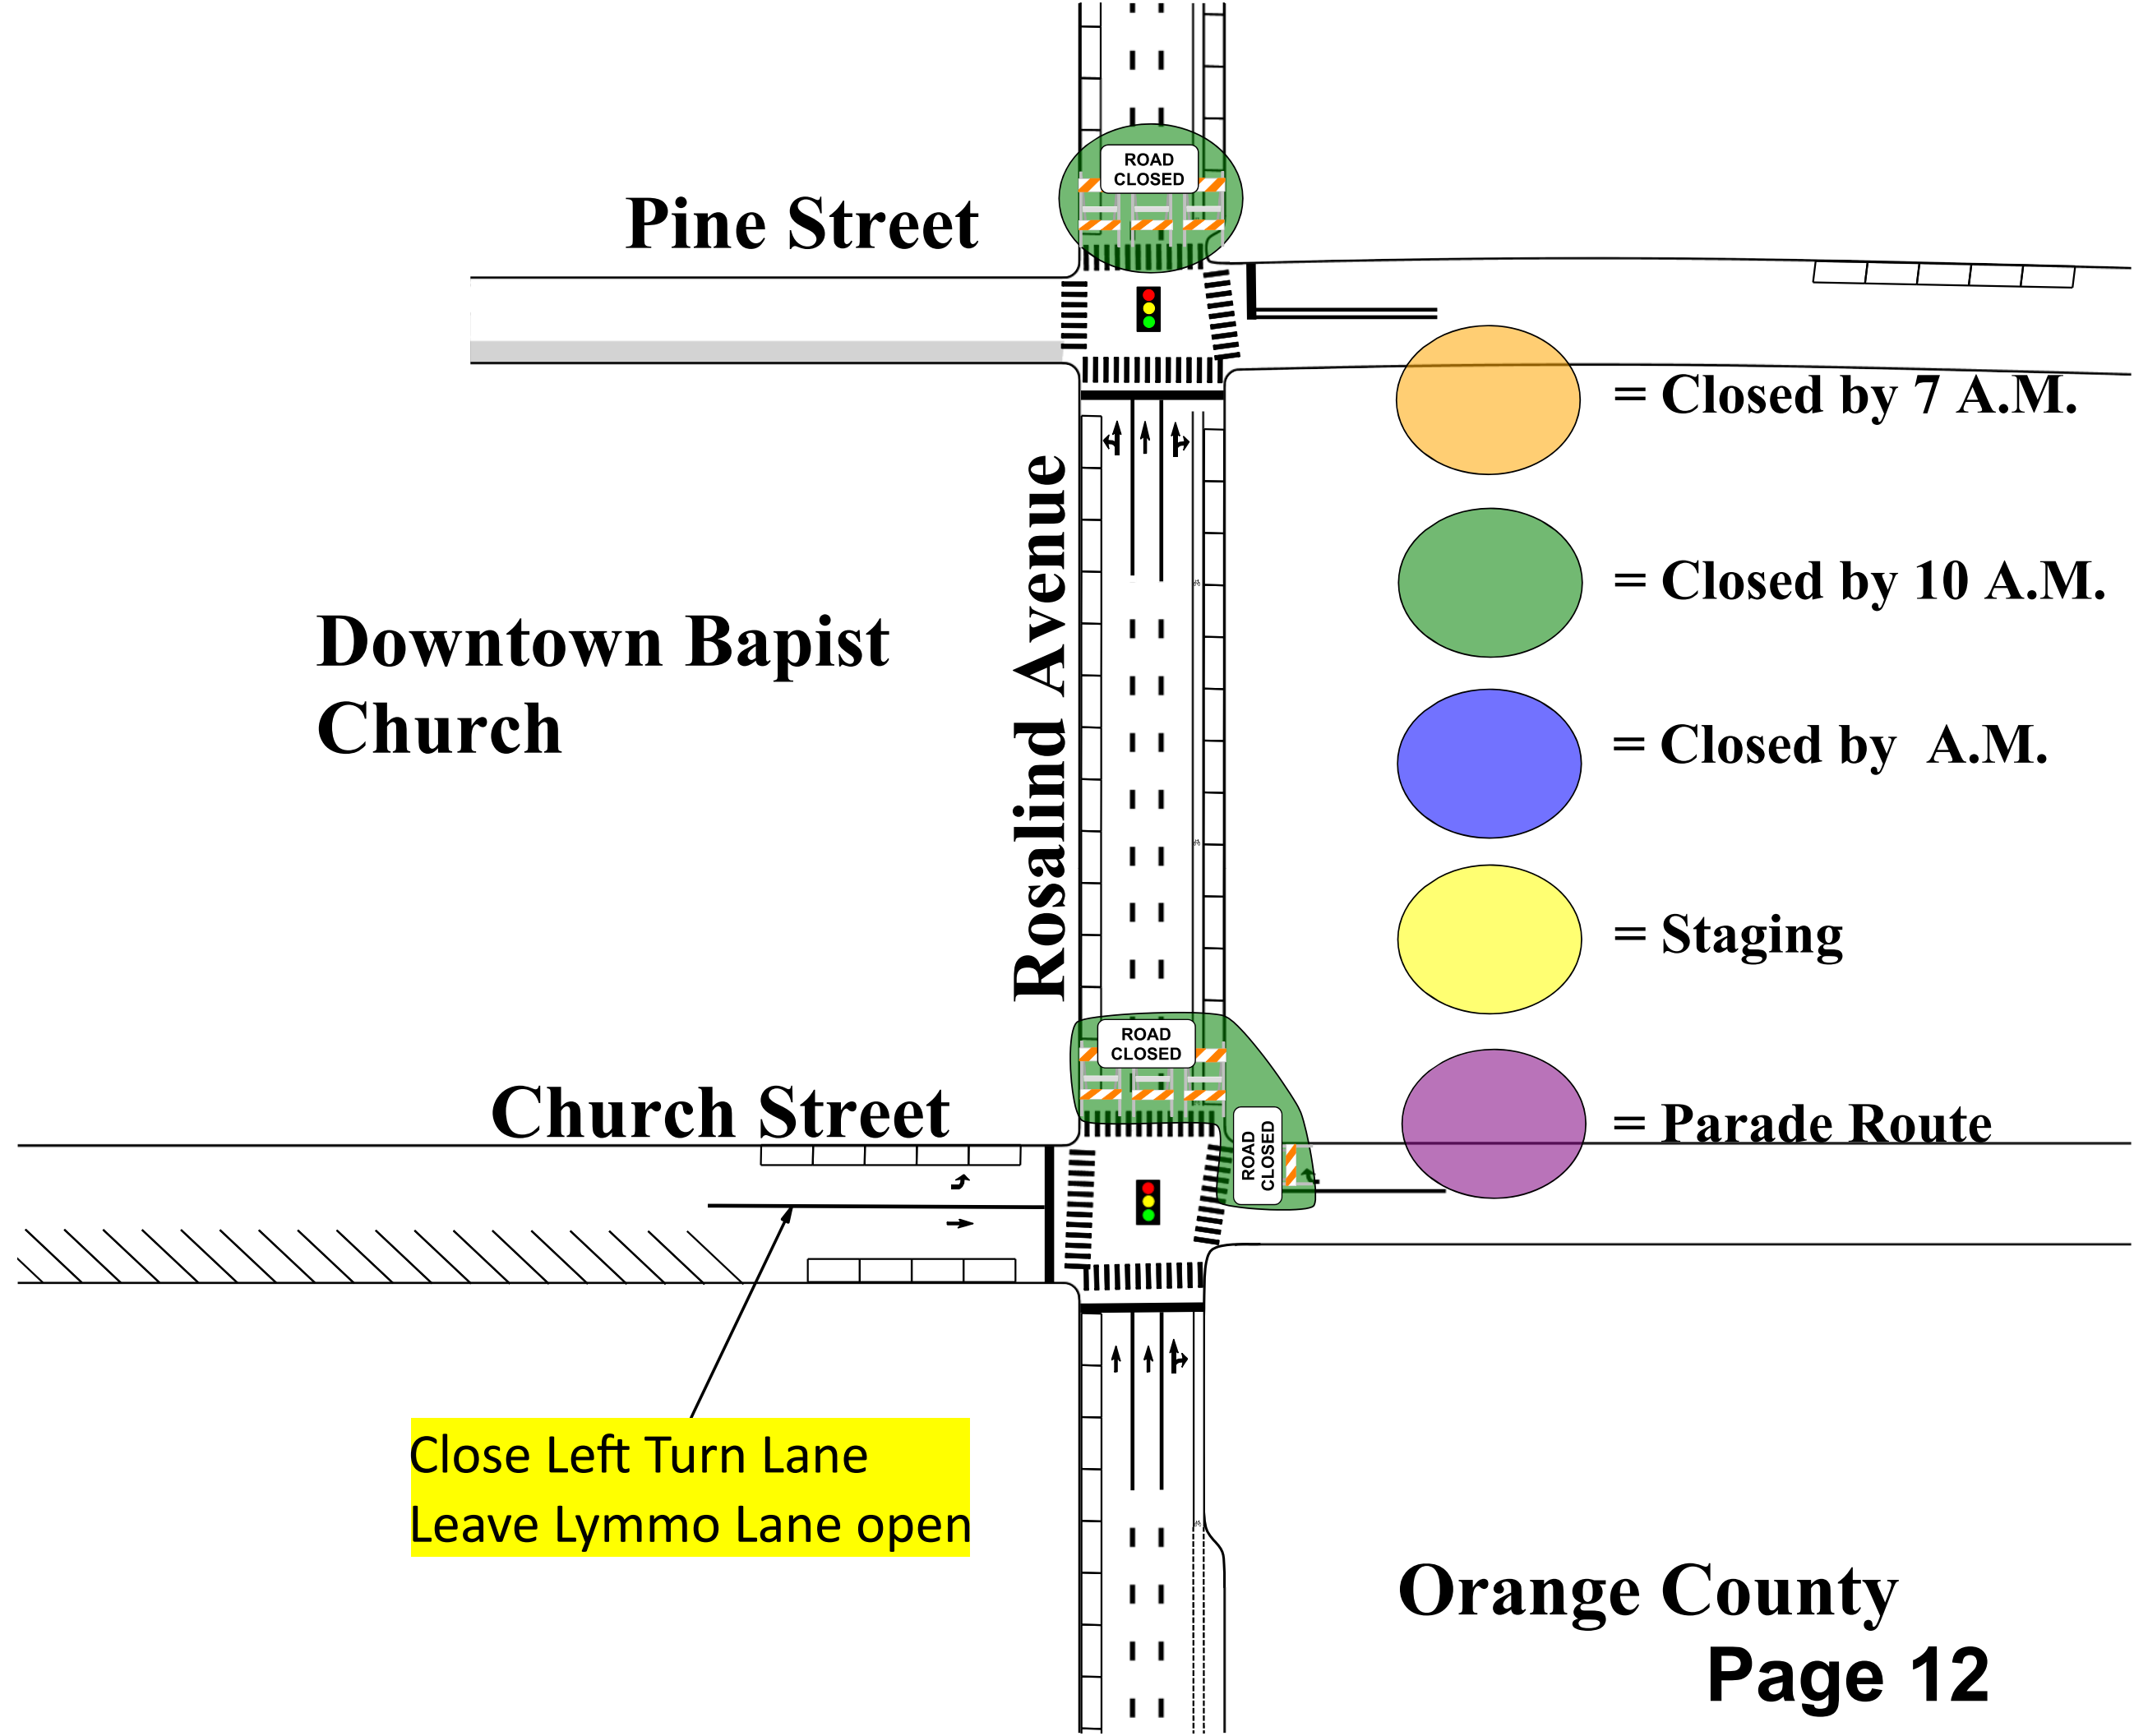 ROAD
CLOSED
Pine Street
= Closed by 7 A.M.
Rosalind Avenue
= Closed by 10 A.M.
Downtown Bapist
Church
= Closed by  A.M.
= Staging
ROAD
CLOSED
Church Street
ROAD
CLOSED
= Parade Route
Close Left Turn Lane
Leave Lymmo Lane open
Orange County
Page 12